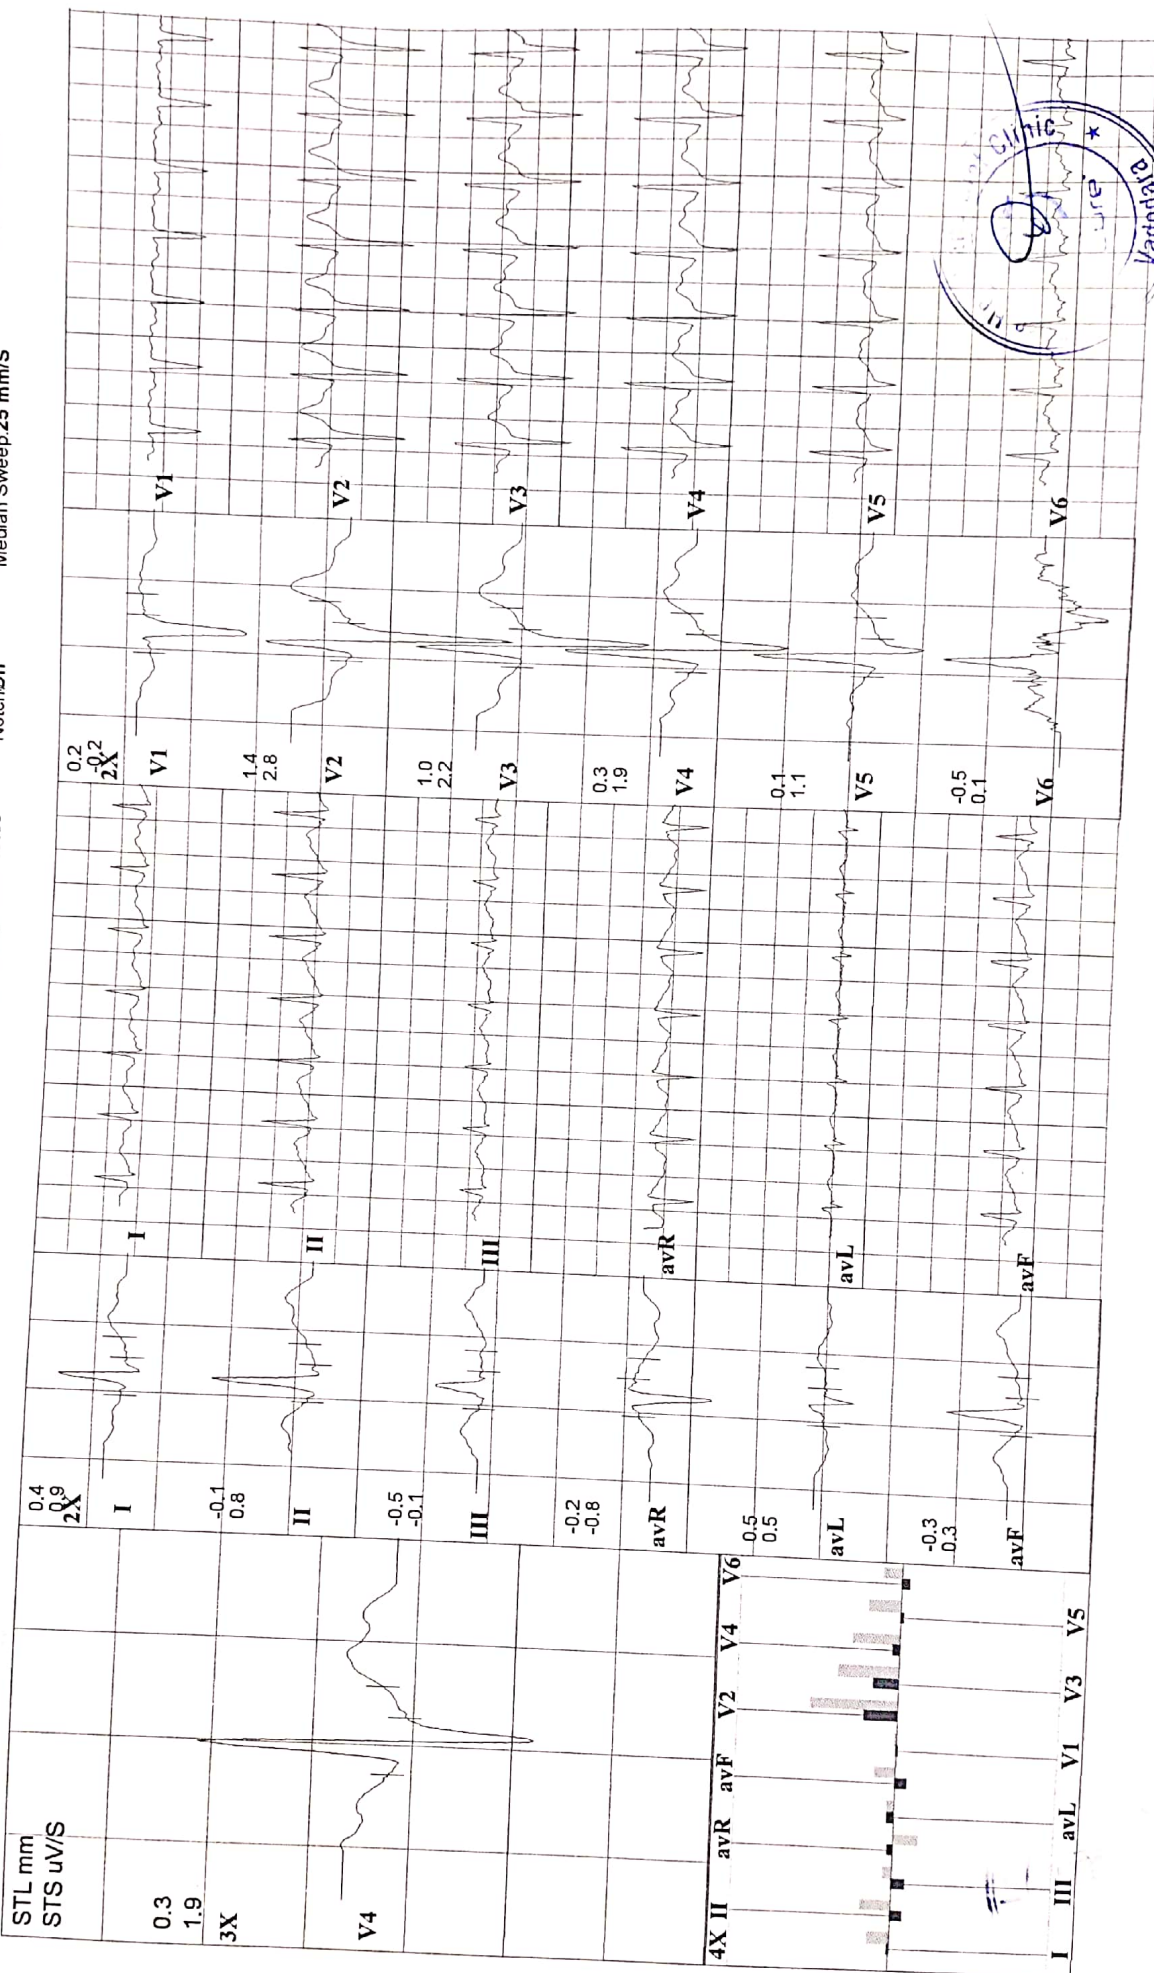 Median Sweep:25 mm/S
STL mm
STS uV/S
0.3
1.9
3X
V4
0.4
0.9
2X
I
I
V1
0.2
-0.2
2X
V1
-0.1
0.8
II
II
1.4
2.8
V2
V2
-0.5
-0.1
III
III
1.0
2.2
V3
V3
-0.2
-0.8
avR
avR
0.3
1.9
V4
V4
0.5
0.5
avL
avL
0.1
1.1
V5
V5
-0.3
0.3
avF
avF
-0.5
0.1
V6
V6
4X II avR avF V2 V4 V6
I III avL V1 V3 V5
Clinic
Vadodara